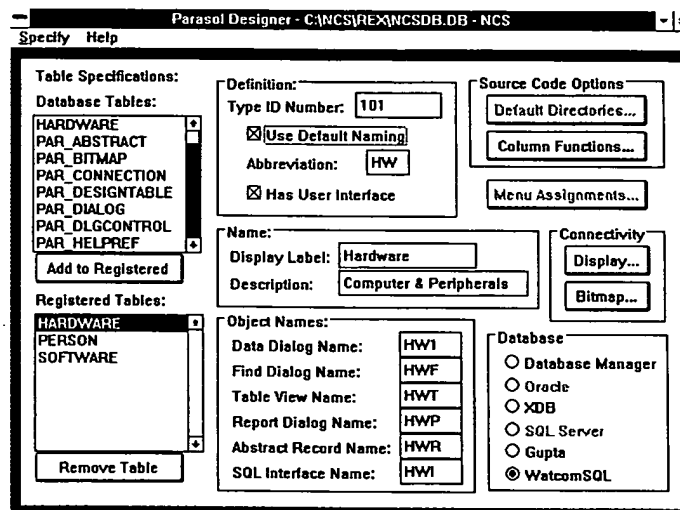 Parasol Designer - C:\NCS\REX\NCSDB.DB - NCS
Specify Help
Table Specifications:
Database Tables:
HARDWARE
PAR_ABSTRACT
PAR_BITMAP
PAR_CONNECTION
PAR_DESIGNTABLE
PAR_DIALOG
PAR_DLGCONTROL
PAR_HELPREF
Add to Registered
Registered Tables:
HARDWARE
PERSON
SOFTWARE
Remove Table
Definition:
Type ID Number: 101
Use Default Naming
Abbreviation: HW
Has User Interface
Name:
Display Label: Hardware
Description: Computer & Peripherals
Object Names:
Data Dialog Name: HW1
Find Dialog Name: HWF
Table View Name: HWT
Report Dialog Name: HWP
Abstract Record Name: HWR
SQL Interface Name: HWI
Source Code Options
Default Directories...
Column Functions...
Menu Assignments...
Connectivity
Display...
Bitmap...
Database
Database Manager
Oracle
XDB
SQL Server
Gupta
WatcomSQL